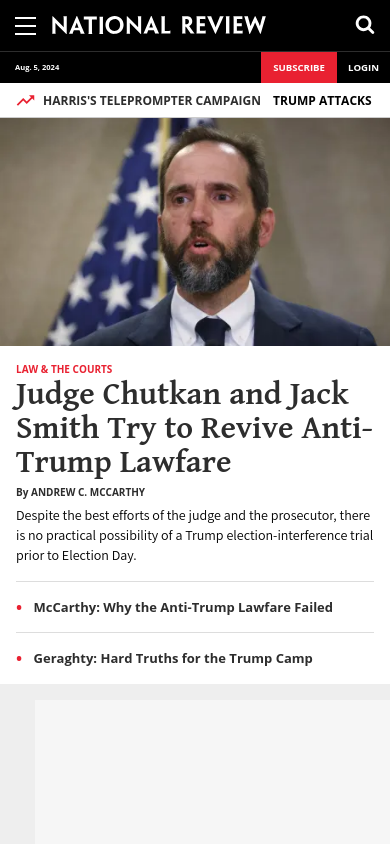 NATIONAL REVIEW
Aug. 5, 2024
SUBSCRIBE
LOGIN
HARRIS'S TELEPROMPTER CAMPAIGN
TRUMP ATTACKS
LAW & THE COURTS
Judge Chutkan and Jack
Smith Try to Revive Anti-
Trump Lawfare
By ANDREW C. MCCARTHY
Despite the best efforts of the judge and the prosecutor, there
is no practical possibility of a Trump election-interference trial
prior to Election Day.
McCarthy: Why the Anti-Trump Lawfare Failed
Geraghty: Hard Truths for the Trump Camp